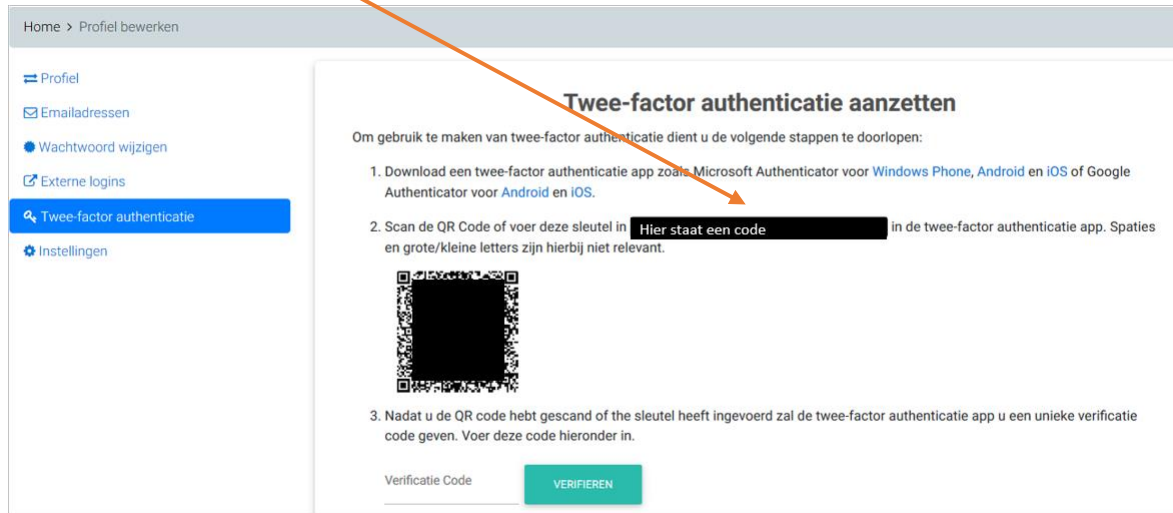 Home > Profiel bewerken
Profiel
Emailadressen
Wachtwoord wijzigen
Externe logins
Twee-factor authenticatie
Instellingen
Twee-factor authenticatie aanzetten
Om gebruik te maken van twee-factor authenticatie dient u de volgende stappen te doorlopen:
1. Download een twee-factor authenticatie app zoals Microsoft Authenticator voor Windows Phone, Android en iOS of Google
Authenticator voor Android en iOS.
2. Scan de QR Code of voer deze sleutel in Hier staat een code in de twee-factor authenticatie app. Spaties
en grote/kleine letters zijn hierbij niet relevant.
3. Nadat u de QR code hebt gescand of the sleutel heeft ingevoerd zal de twee-factor authenticatie app u een unieke verificatie
code geven. Voer deze code hieronder in.
Verificatie Code
VERIFIEREN